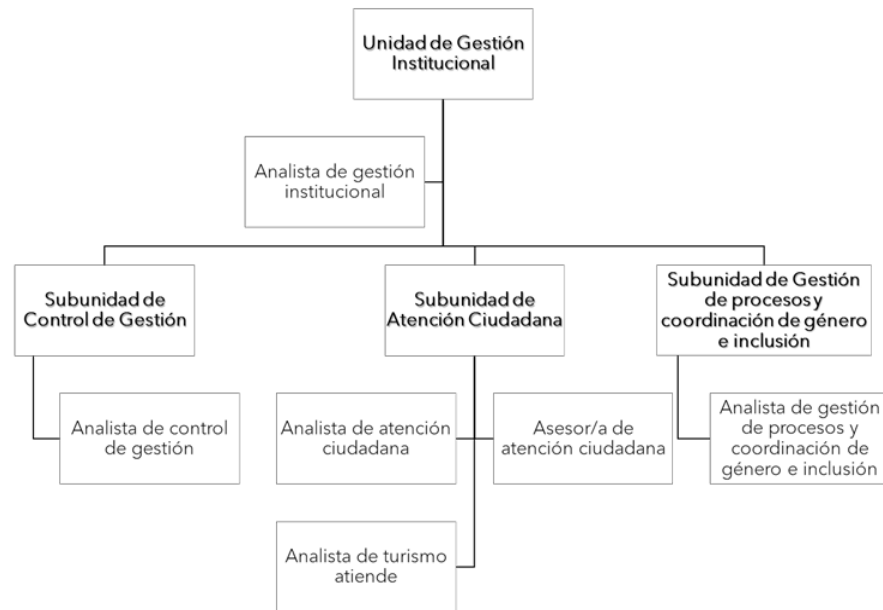 Unidad de Gestión
Institucional
Analista de gestión
institucional
Subunidad de
Control de Gestión
Subunidad de
Atención Ciudadana
Subunidad de Gestión
de procesos y
coordinación de género
e inclusión
Analista de control
de gestión
Analista de atención
ciudadana
Asesor/a de
atención ciudadana
Analista de gestión
de procesos y
coordinación de
género e inclusión
Analista de turismo
atiende